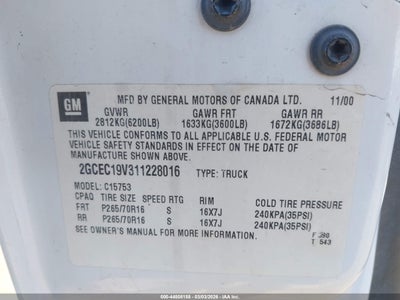 GM
MFD BY GENERAL MOTORS OF CANADA LTD. 11/00
GVWR GAWR FRT GAWR RR
2812KG(6200LB) 1633KG(3600LB) 1672KG(3686LB)
THIS VEHICLE CONFORMS TO ALL APPLICABLE U.S. FEDERAL MOTOR
VEHICLE SAFETY STANDARDS IN EFFECT ON THE DATE OF
MANUFACTURE SHOWN ABOVE.
2GCEC19V311228016 TYPE: TRUCK
MODEL: C15753
CPAQ TIRE SIZE SPEED RTG RIM COLD TIRE PRESSURE
FRT P265/70R16 S 16X7J 240KPA(35PSI)
RR P265/70R16 S 16X7J 240KPA(35PSI)
SEE OWNER'S MANUAL FOR MORE INFORMATION.
F 380
T 543